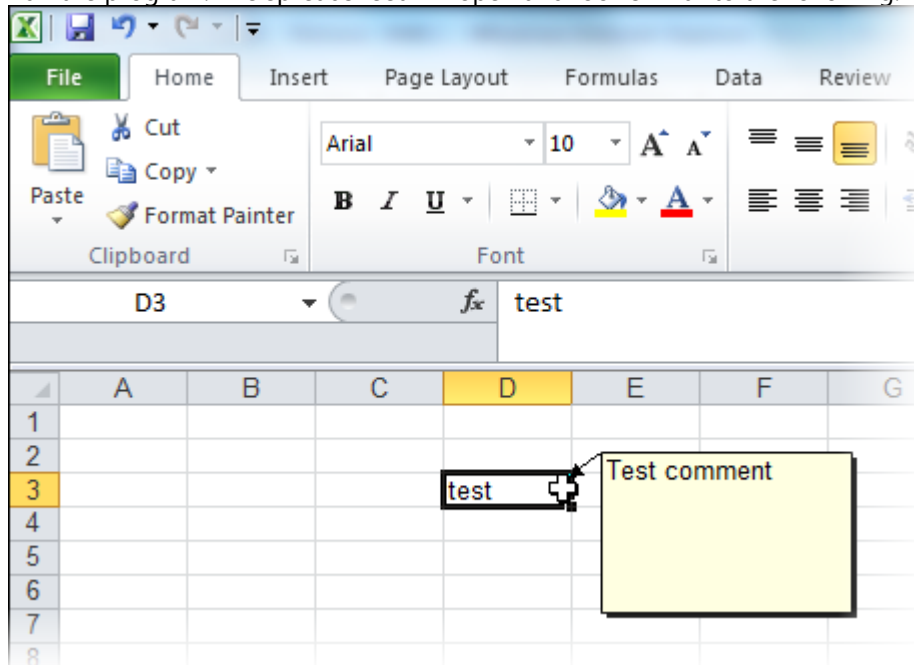 File Home Insert Page Layout Formulas Data Review
Cut
Copy
Paste
Format Painter
Clipboard
Arial 10 A A
B I U A
Font
D3 fx test
A B C D E F G
1
2
3 test Test comment
4
5
6
7
8